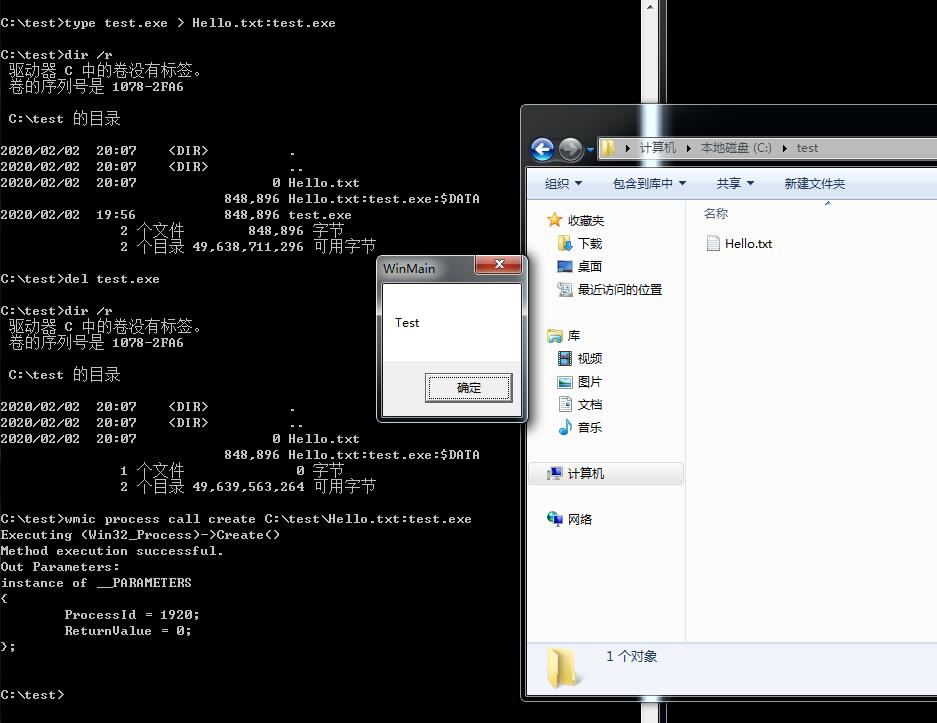 C:\test>type test.exe > Hello.txt:test.exe
C:\test>dir /r
驱动器 C 中的卷没有标签。
卷的序列号是 1078-2FA6
C:\test 的目录
2020/02/02  20:07    <DIR>          .
2020/02/02  20:07    <DIR>          ..
2020/02/02  20:07                 0 Hello.txt
848,896 Hello.txt:test.exe:$DATA
2020/02/02  19:56           848,896 test.exe
2 个文件        848,896 字节
2 个目录 49,638,711,296 可用字节
C:\test>del test.exe
C:\test>dir /r
驱动器 C 中的卷没有标签。
卷的序列号是 1078-2FA6
C:\test 的目录
2020/02/02  20:07    <DIR>          .
2020/02/02  20:07    <DIR>          ..
2020/02/02  20:07                 0 Hello.txt
848,896 Hello.txt:test.exe:$DATA
1 个文件              0 字节
2 个目录 49,639,563,264 可用字节
C:\test>wmic process call create C:\test\Hello.txt:test.exe
Executing (Win32_Process)->Create()
Method execution successful.
Out Parameters:
instance of __PARAMETERS
{
ProcessId = 1920;
ReturnValue = 0;
};
C:\test>
WinMain
Test
确定
计算机 本地磁盘 (C:) test
组织 包含到库中 共享 新建文件夹
收藏夹
下载
桌面
最近访问的位置
库
视频
图片
文档
音乐
计算机
网络
名称
Hello.txt
1 个对象